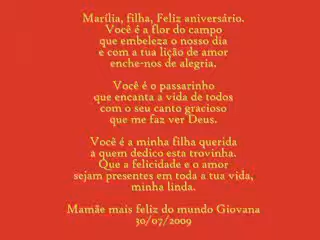 Marília, filha, Feliz aniversário.
Você é a flor do campo
que embeleza o nosso dia
e com a tua lição de amor
enche-nos de alegria.
Você é o passarinho
que encanta a vida de todos
com o seu canto gracioso
que me faz ver Deus.
Você é a minha filha querida
a quem dedico esta trovinha.
Que a felicidade e o amor
sejam presentes em toda a tua vida,
minha linda.
Mamãe mais feliz do mundo Giovana
30/07/2009